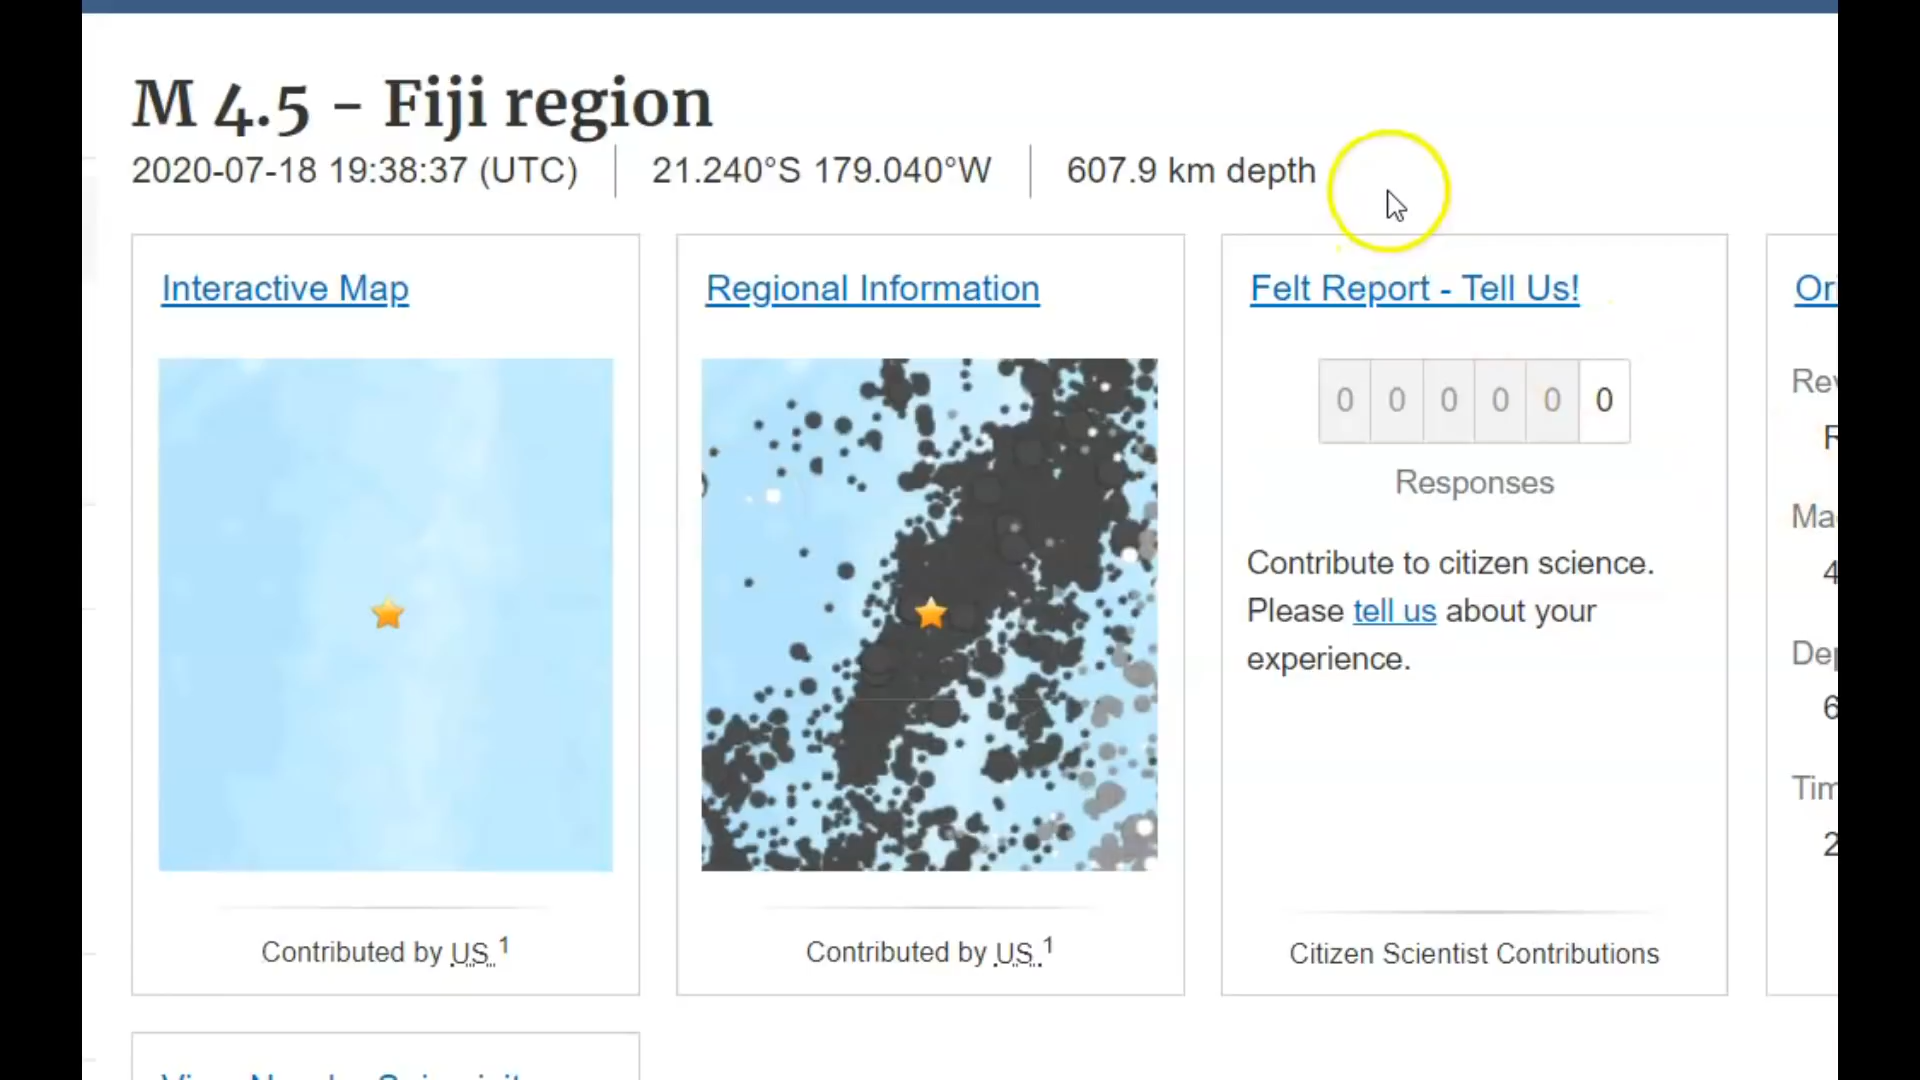 M 4.5 - Fiji region
2020-07-18 19:38:37 (UTC) 21.240°S 179.040°W 607.9 km depth
Interactive Map
Contributed by US 1
Regional Information
Contributed by US 1
Felt Report - Tell Us!
0 0 0 0 0 0
Responses
Contribute to citizen science.
Please tell us about your
experience.
Citizen Scientist Contributions